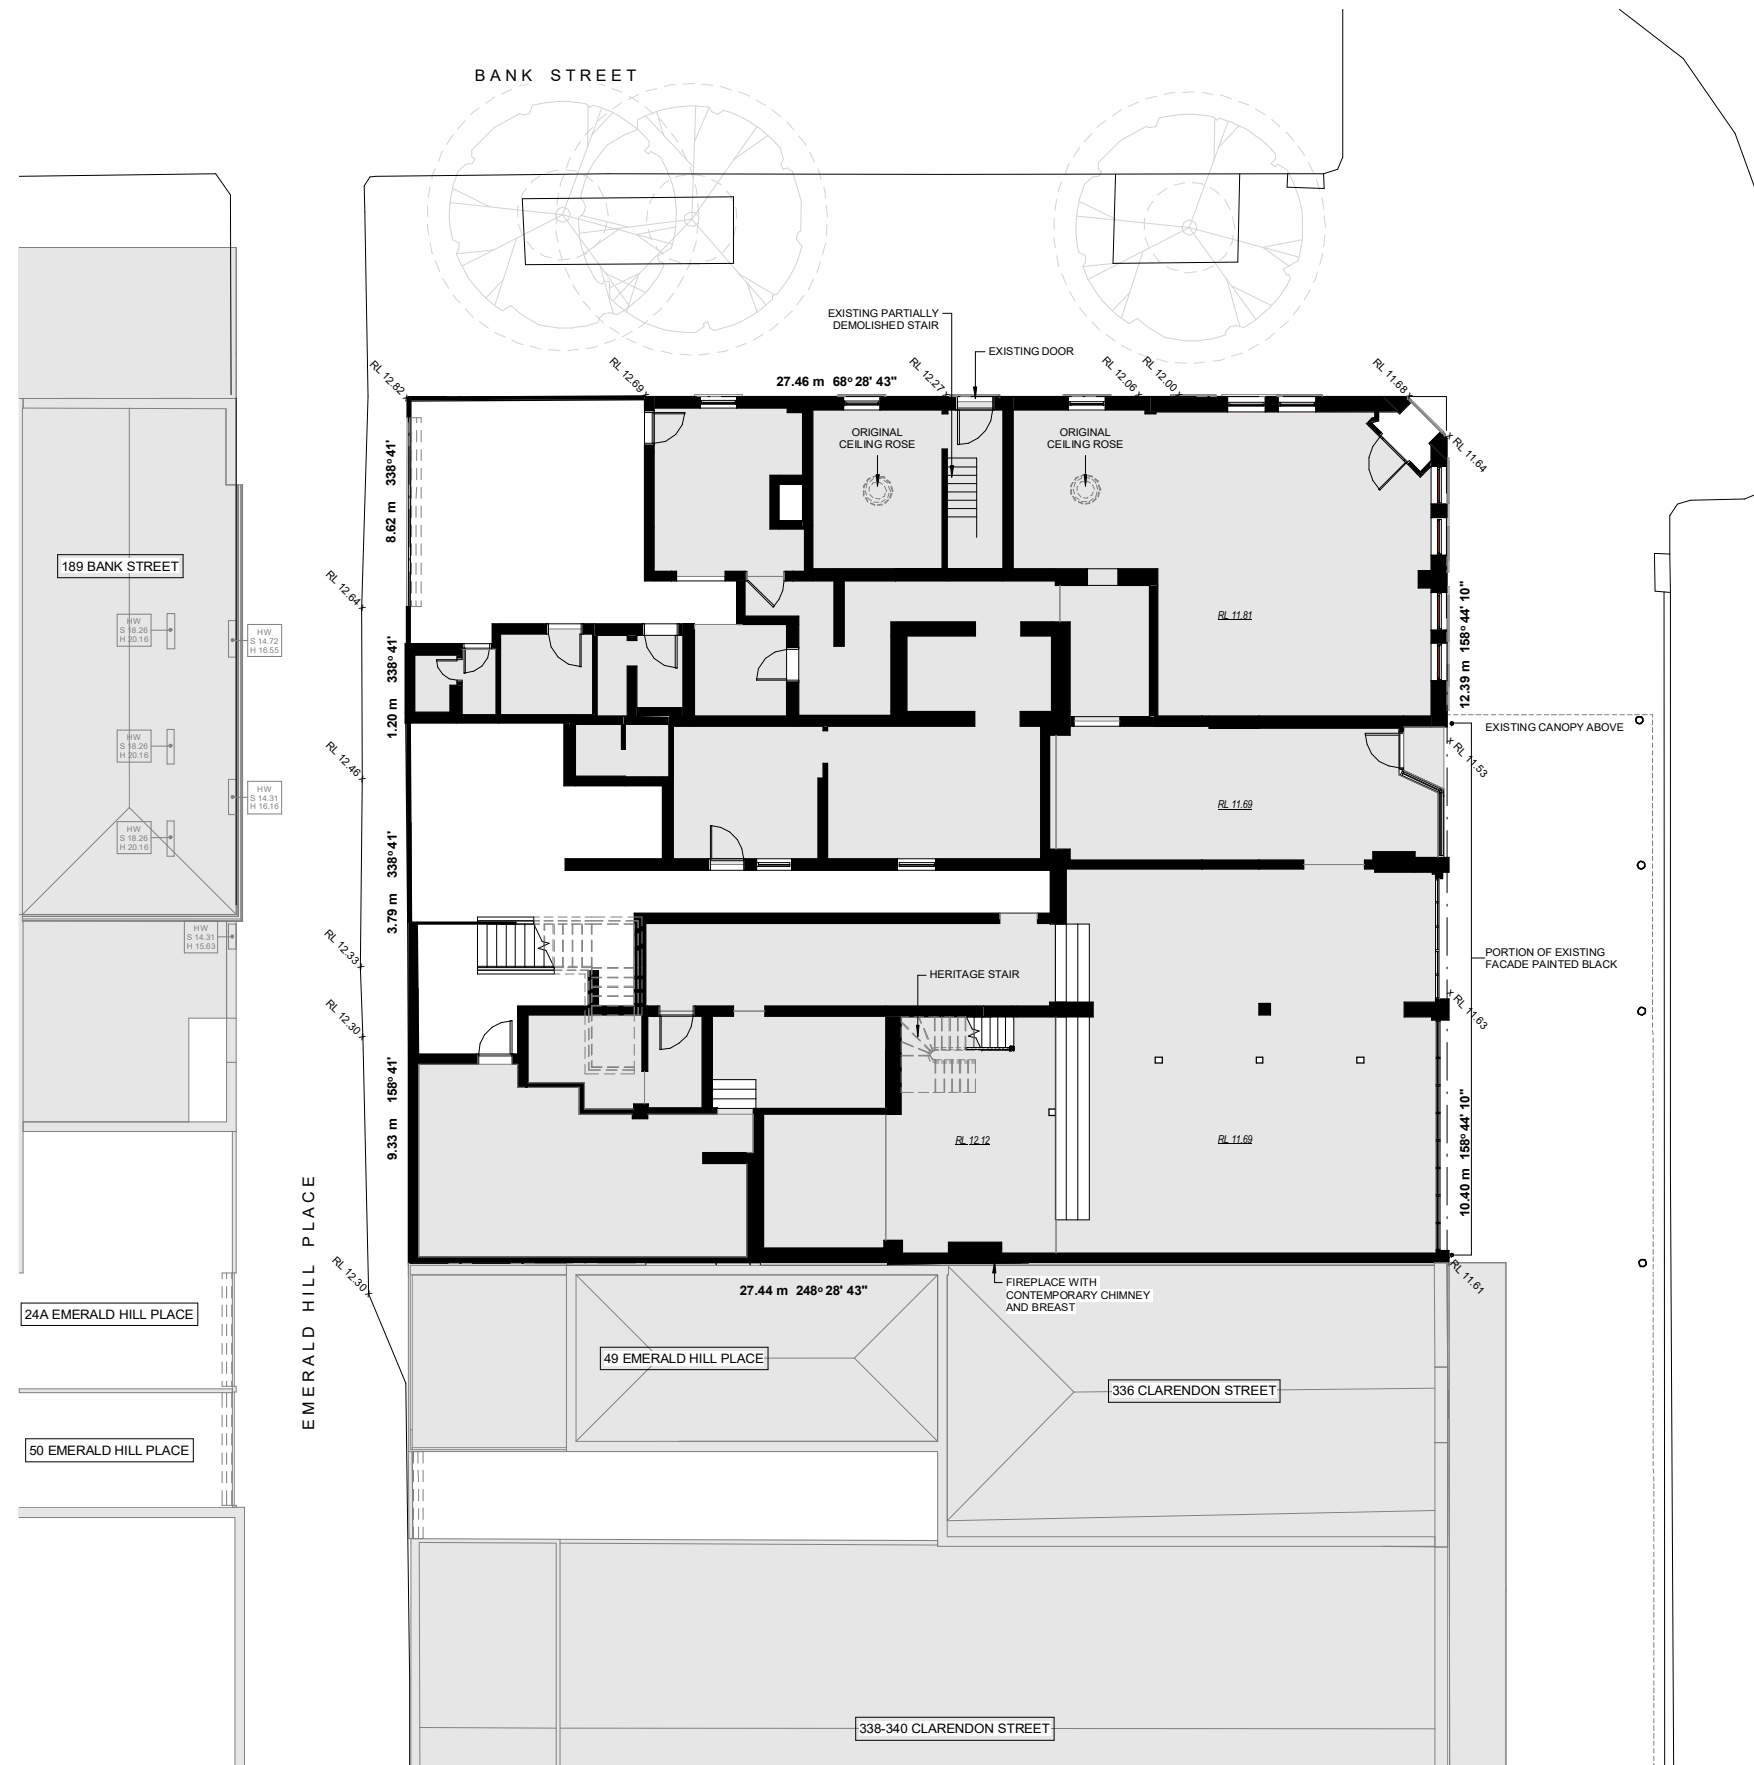 BANK STREET
EXISTING PARTIALLY
DEMOLISHED STAIR
EXISTING DOOR
RL 12.82 x
RL 12.69 x
27.46 m 68° 28' 43"
RL 12.27 x
RL 12.06 x
RL 12.00 x
RL 11.68 x
ORIGINAL
CEILING ROSE
ORIGINAL
CEILING ROSE
x RL 11.64
8.62 m 338° 41'
189 BANK STREET
RL 12.64 x
HW
S 18.26
H 20.16
HW
S 14.72
H 16.55
RL 11.81
12.39 m 158° 44' 10"
1.20 m 338° 41'
EXISTING CANOPY ABOVE
HW
S 18.26
H 20.16
RL 12.46 x
x RL 11.53
HW
S 14.31
H 16.16
RL 11.69
HW
S 18.26
H 20.16
3.79 m 338° 41'
HW
S 14.31
H 15.63
RL 12.33 x
PORTION OF EXISTING
FACADE PAINTED BLACK
HERITAGE STAIR
RL 12.30 x
x RL 11.63
9.33 m 158° 41'
RL 12.12
RL 11.69
10.40 m 158° 44' 10"
EMERALD HILL PLACE
RL 12.30 x
RL 11.61
27.44 m 248° 28' 43"
FIREPLACE WITH
CONTEMPORARY CHIMNEY
AND BREAST
24A EMERALD HILL PLACE
49 EMERALD HILL PLACE
336 CLARENDON STREET
50 EMERALD HILL PLACE
338-340 CLARENDON STREET